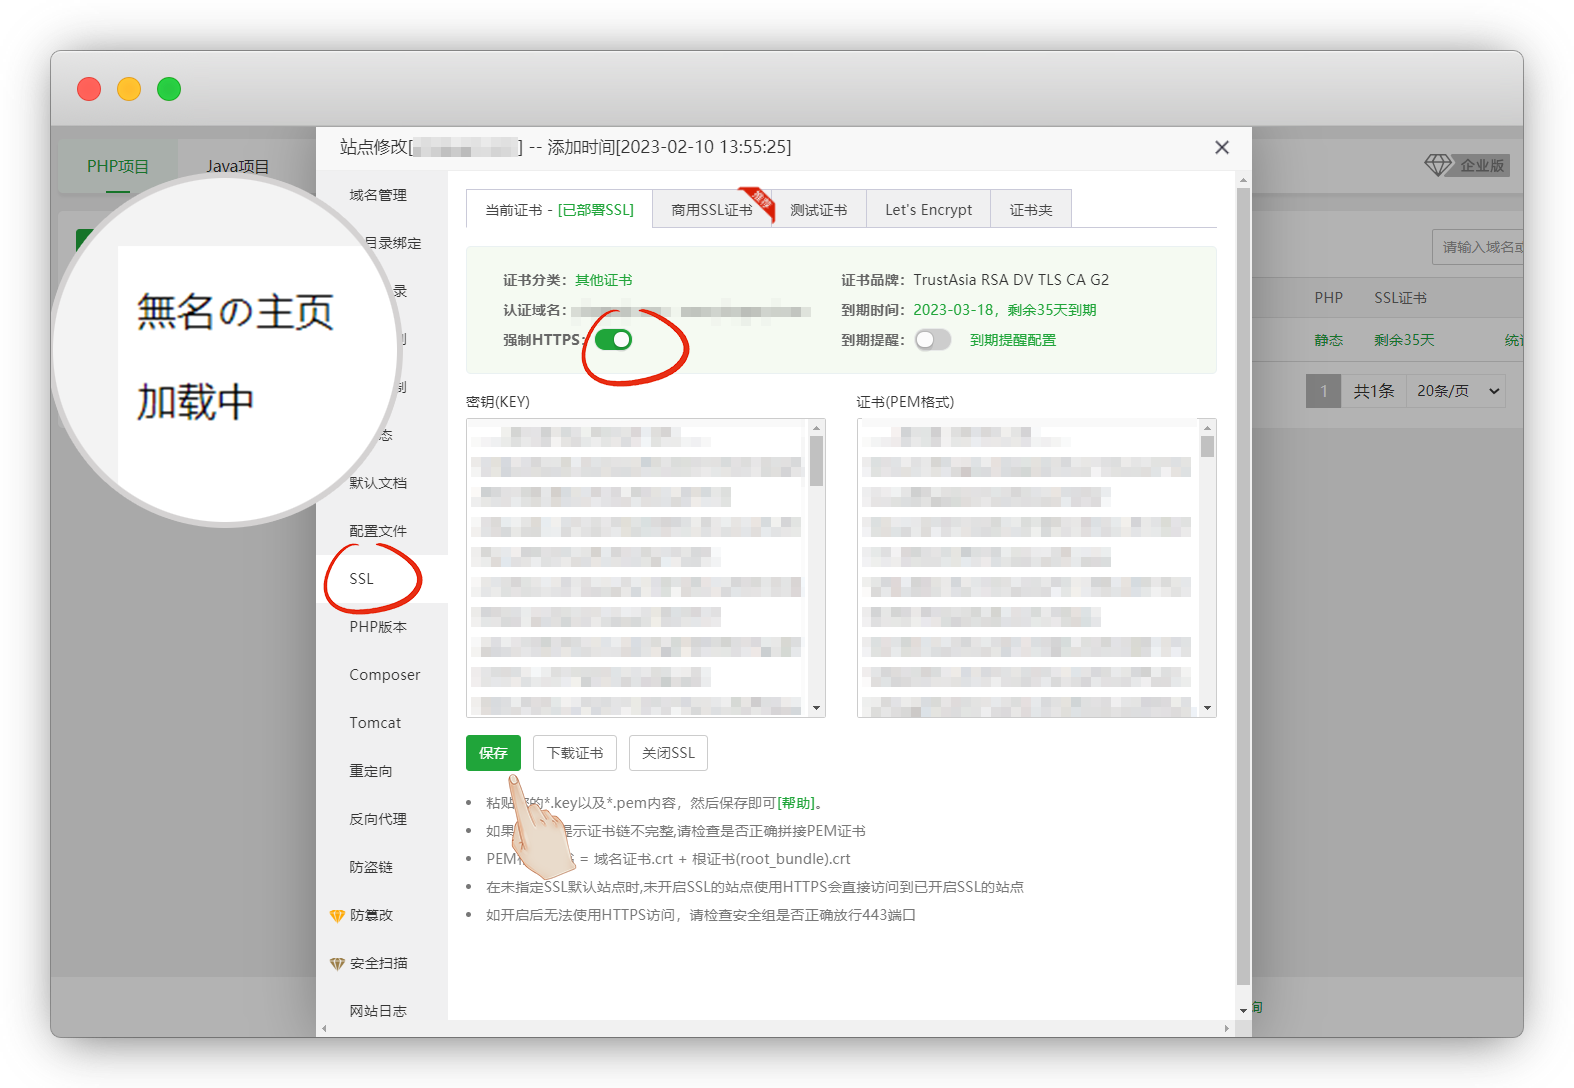 站点修改[ ] -- 添加时间[2023-02-10 13:55:25]
PHP项目
Java项目
企业版
無名の主页
加载中
域名管理
目录绑定
录
制
态
默认文档
配置文件
SSL
PHP版本
Composer
Tomcat
重定向
反向代理
防盗链
防篡改
安全扫描
网站日志
当前证书 - [已部署SSL]
商用SSL证书
推荐
测试证书
Let's Encrypt
证书夹
证书分类：其他证书
证书品牌：TrustAsia RSA DV TLS CA G2
认证域名：
到期时间：2023-03-18，剩余35天到期
强制HTTPS：
到期提醒：
到期提醒配置
密钥(KEY)
证书(PEM格式)
保存
下载证书
关闭SSL
粘贴 的*.key以及*.pem内容，然后保存即可[帮助]。
如果 提示证书链不完整,请检查是否正确拼接PEM证书
PEM = 域名证书.crt + 根证书(root_bundle).crt
在未指定SSL默认站点时,未开启SSL的站点使用HTTPS会直接访问到已开启SSL的站点
如开启后无法使用HTTPS访问，请检查安全组是否正确放行443端口
请输入域名或
PHP
SSL证书
静态
剩余35天
统计
1
共1条
20条/页
询